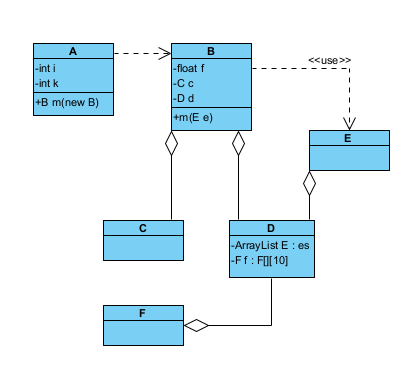 A
-int i
-int k
+B m(new B)
B
-float f
-C c
-D d
+m(E e)
<<use>>
E
C
D
-ArrayList E : es
-F f : F[][10]
F